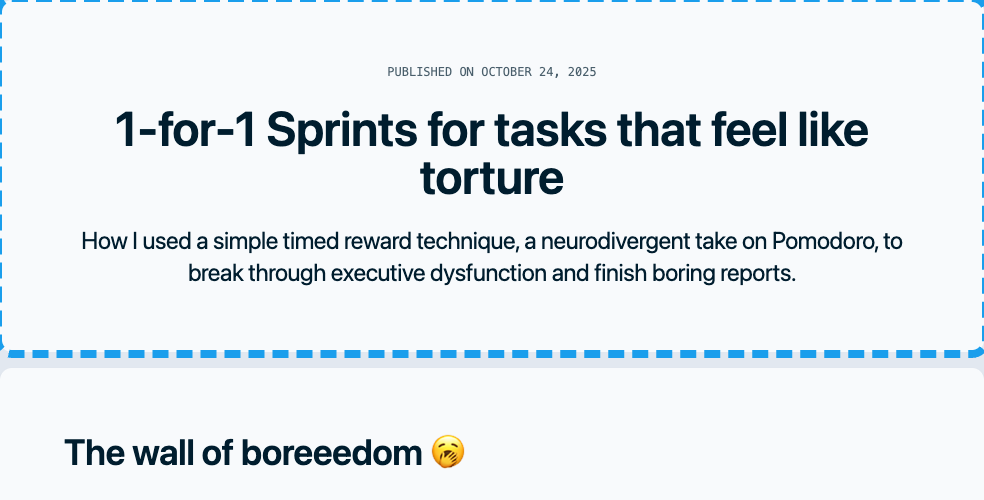 PUBLISHED ON OCTOBER 24, 2025
1-for-1 Sprints for tasks that feel like
torture
How I used a simple timed reward technique, a neurodivergent take on Pomodoro, to
break through executive dysfunction and finish boring reports.
The wall of boreeedom 🥱